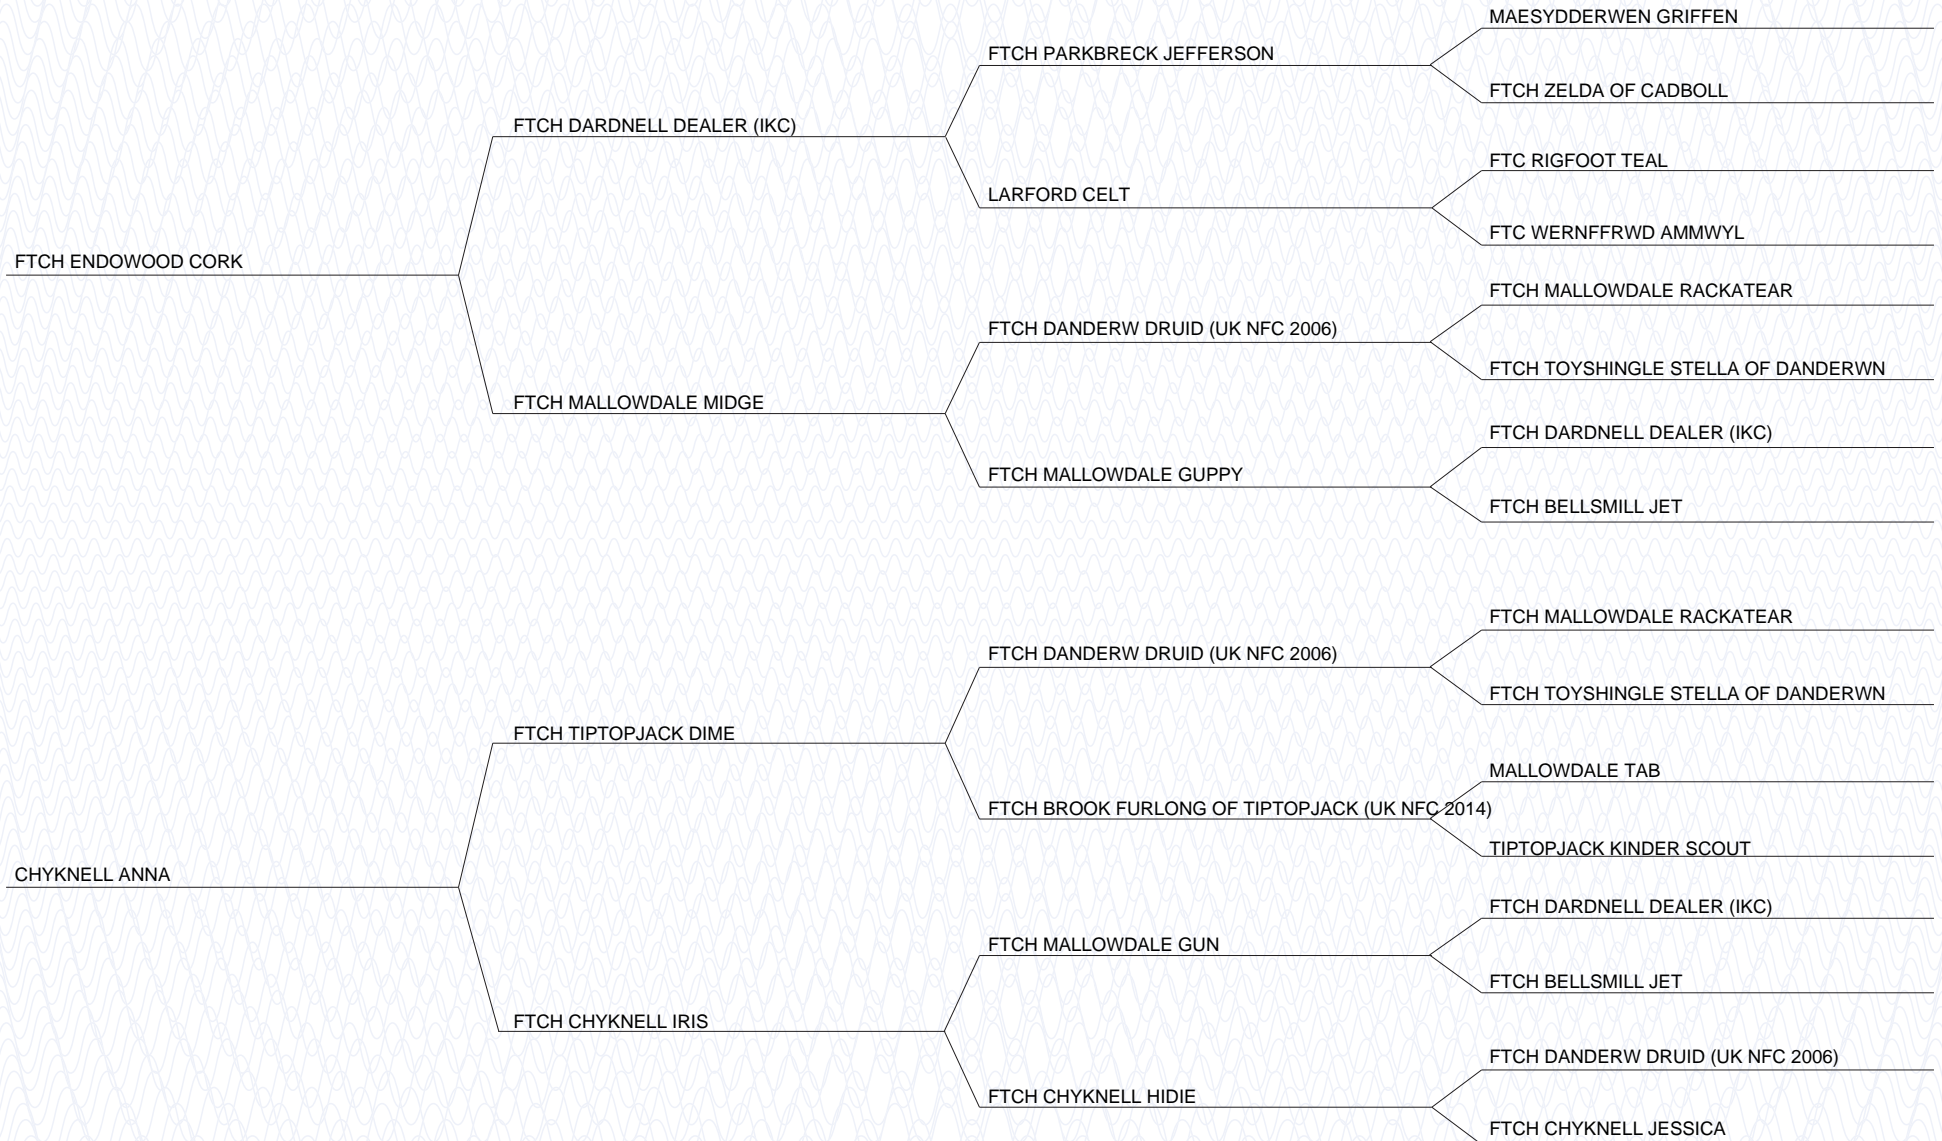 MAESYDDERWEN GRIFFEN
FTCH PARKBRECK JEFFERSON
FTCH ZELDA OF CADBOLL
FTCH DARDNELL DEALER (IKC)
FTC RIGFOOT TEAL
LARFORD CELT
FTC WERNFFRWD AMMWYL
FTCH ENDOWOOD CORK
FTCH MALLOWDALE RACKATEAR
FTCH DANDERW DRUID (UK NFC 2006)
FTCH TOYSHINGLE STELLA OF DANDERWN
FTCH MALLOWDALE MIDGE
FTCH DARDNELL DEALER (IKC)
FTCH MALLOWDALE GUPPY
FTCH BELLSMILL JET
FTCH MALLOWDALE RACKATEAR
FTCH DANDERW DRUID (UK NFC 2006)
FTCH TOYSHINGLE STELLA OF DANDERWN
FTCH TIPTOPJACK DIME
MALLOWDALE TAB
FTCH BROOK FURLONG OF TIPTOPJACK (UK NFC 2014)
TIPTOPJACK KINDER SCOUT
CHYKNELL ANNA
FTCH DARDNELL DEALER (IKC)
FTCH MALLOWDALE GUN
FTCH BELLSMILL JET
FTCH CHYKNELL IRIS
FTCH DANDERW DRUID (UK NFC 2006)
FTCH CHYKNELL HIDIE
FTCH CHYKNELL JESSICA